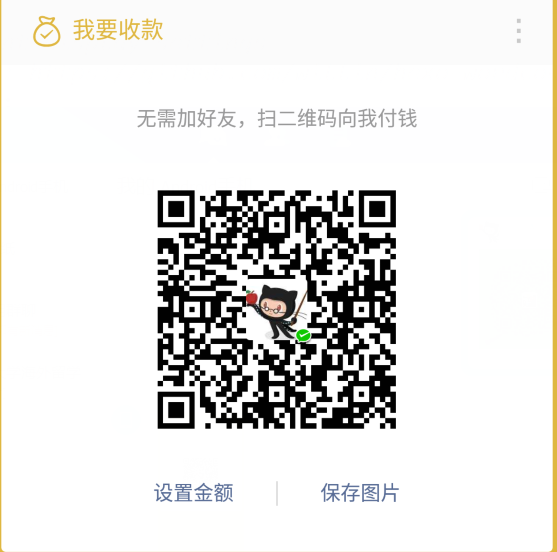 我要收款
无需加好友，扫二维码向我付钱
设置金额 保存图片